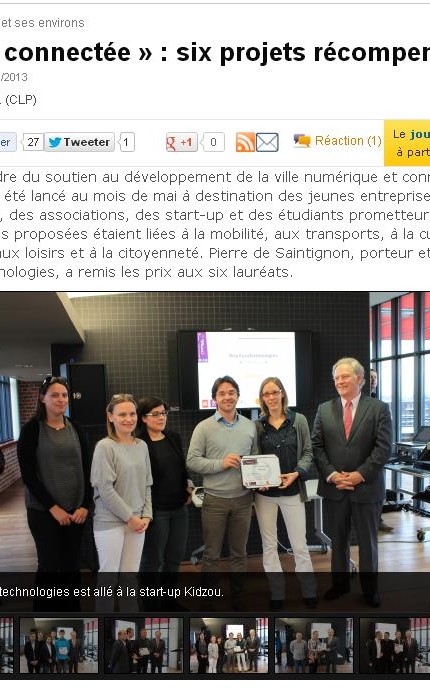 et ses environs
connectée » : six projets récompen
/2013
. (CLP)
er 27 Tweeter 1 +1 0 Réaction (1) Le jou
à part
dre du soutien au développement de la ville numérique et conn
été lancé au mois de mai à destination des jeunes entreprise
, des associations, des start-up et des étudiants prometteur
s proposées étaient liées à la mobilité, aux transports, à la cu
aux loisirs et à la citoyenneté. Pierre de Saintignon, porteur et
nologies, a remis les prix aux six lauréats.
technologies est allé à la start-up Kidzou.